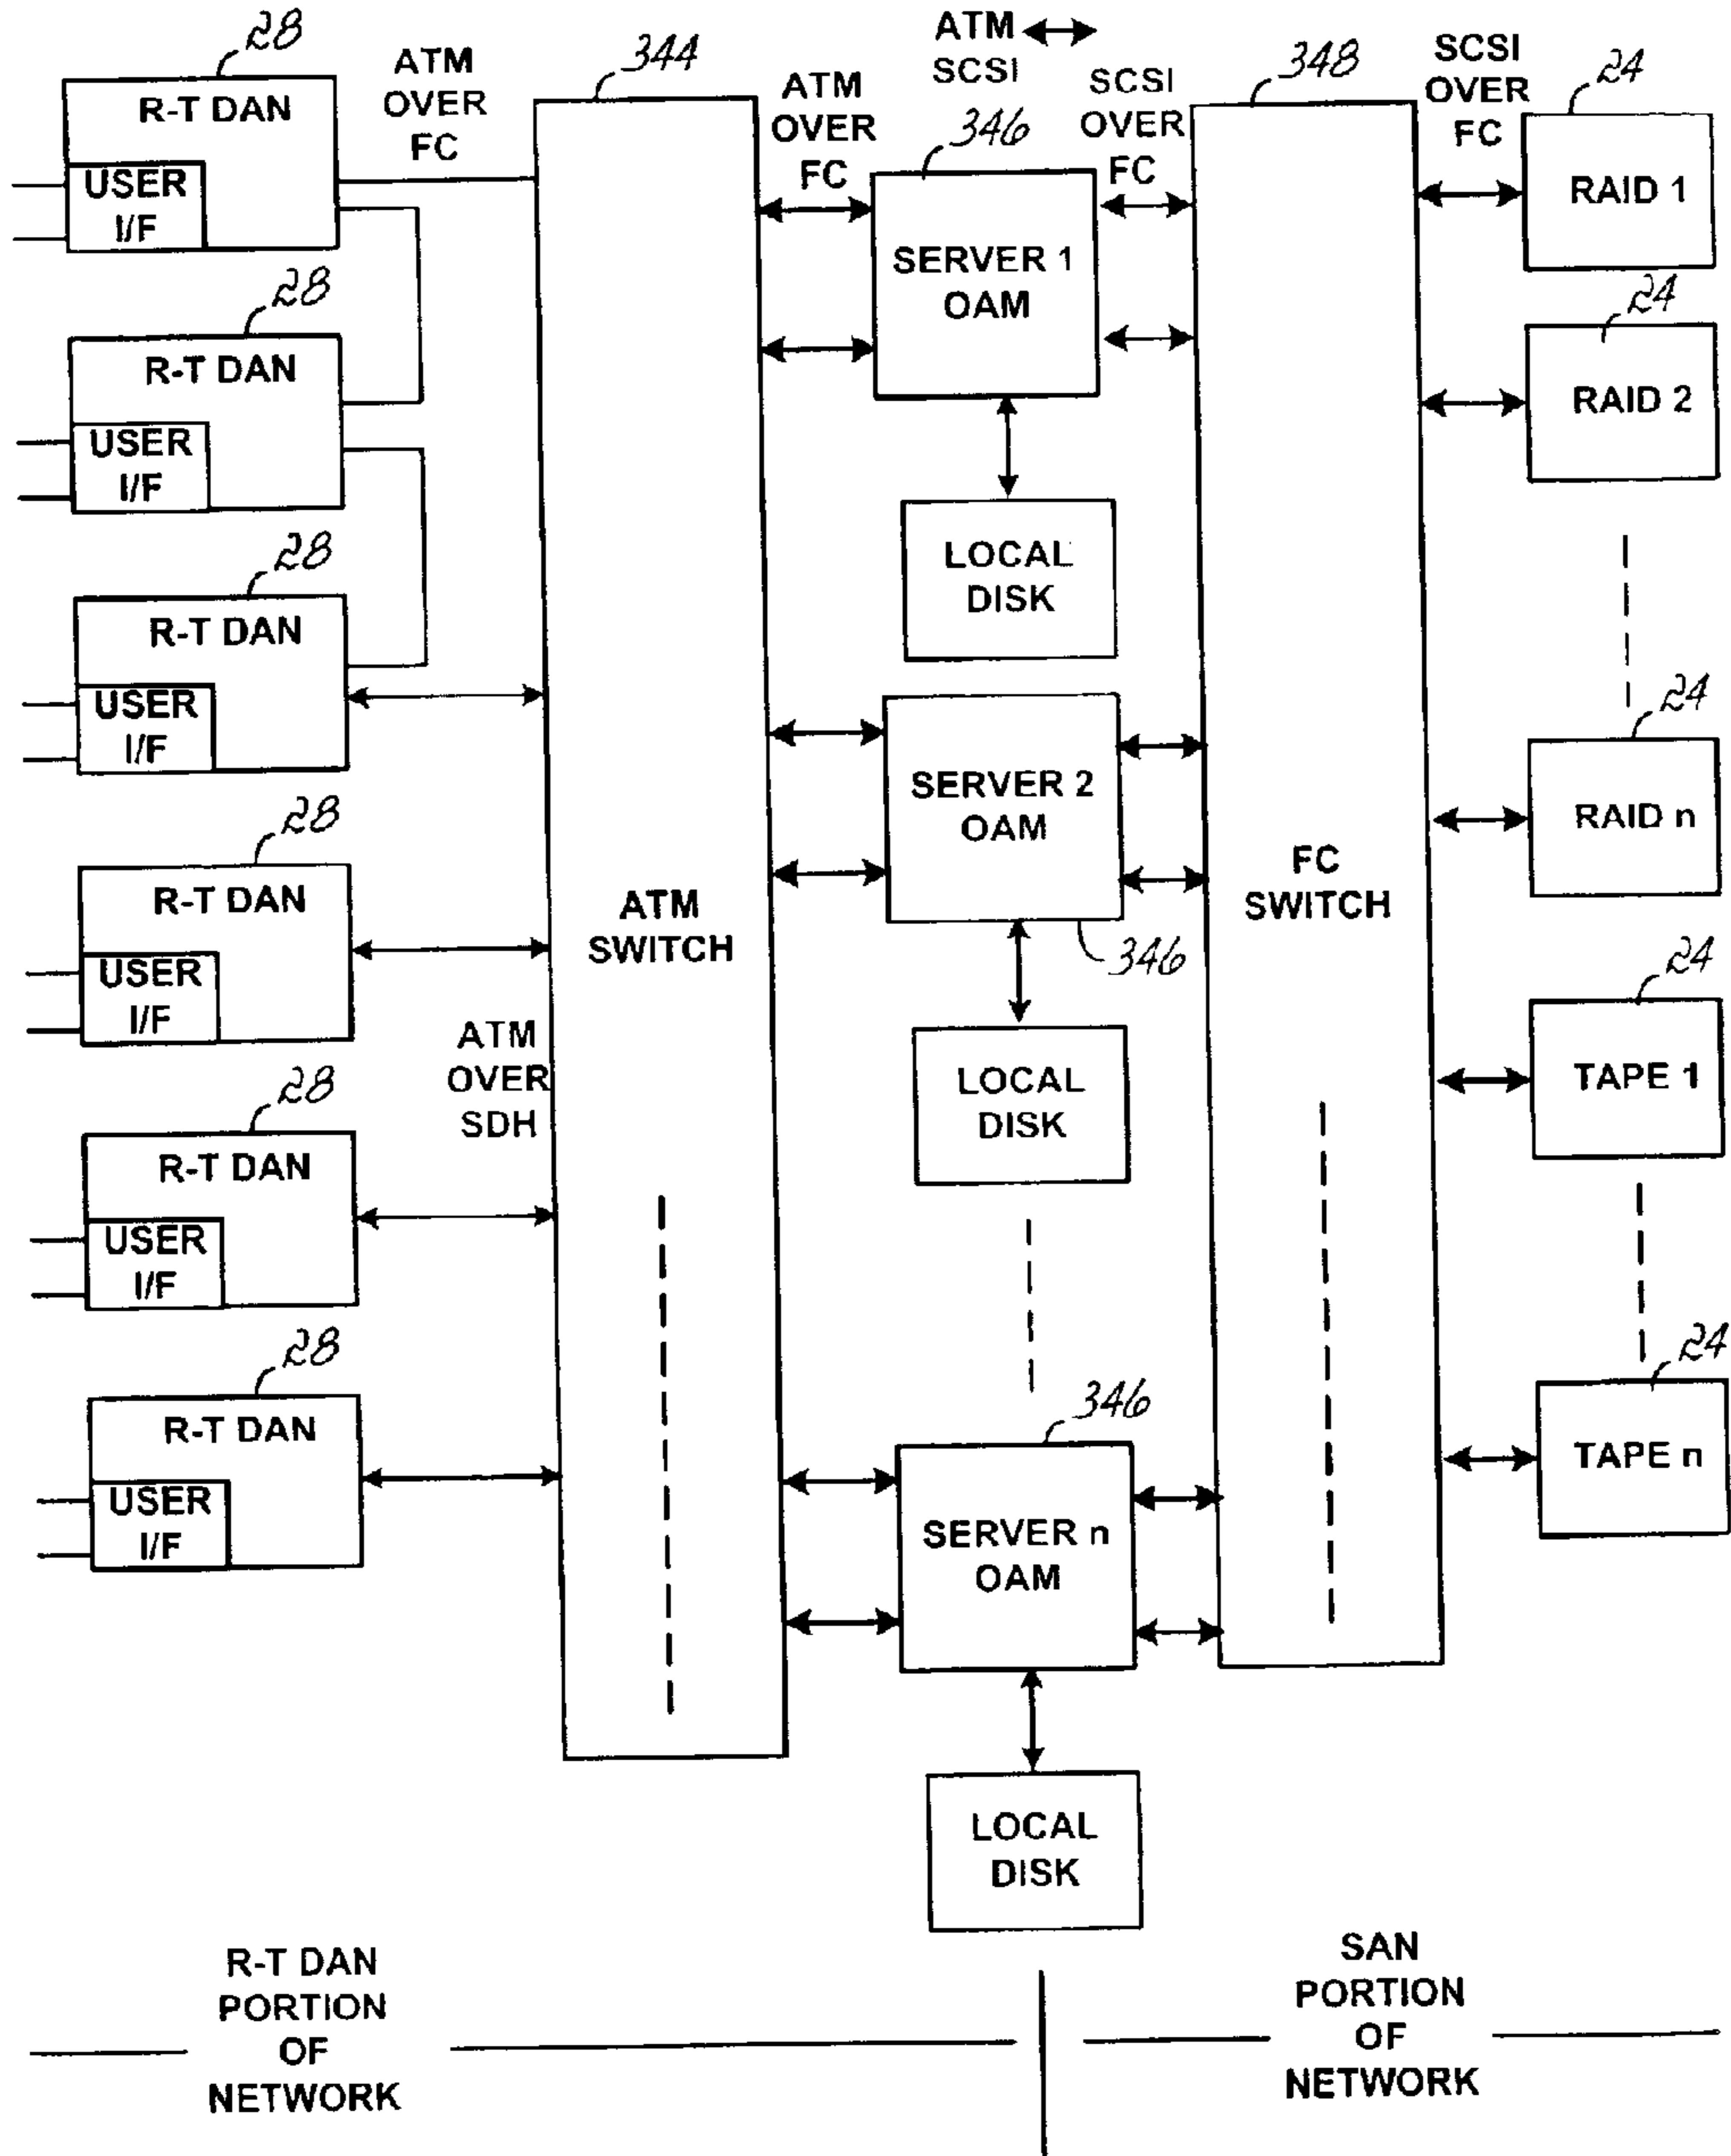 28
R-T DAN
USER
I/F
ATM
OVER
FC
28
R-T DAN
USER
I/F
28
R-T DAN
USER
I/F
28
R-T DAN
USER
I/F
ATM
OVER
SDH
28
R-T DAN
USER
I/F
28
R-T DAN
USER
I/F
344
ATM
SWITCH
ATM
OVER
FC
ATM
SCSI
346
SERVER 1
OAM
LOCAL
DISK
SERVER 2
OAM
346
LOCAL
DISK
346
SERVER n
OAM
LOCAL
DISK
SCSI
OVER
FC
348
FC
SWITCH
SCSI
OVER
FC
24
RAID 1
24
RAID 2
24
RAID n
24
TAPE 1
24
TAPE n
R-T DAN
PORTION
OF
NETWORK
SAN
PORTION
OF
NETWORK